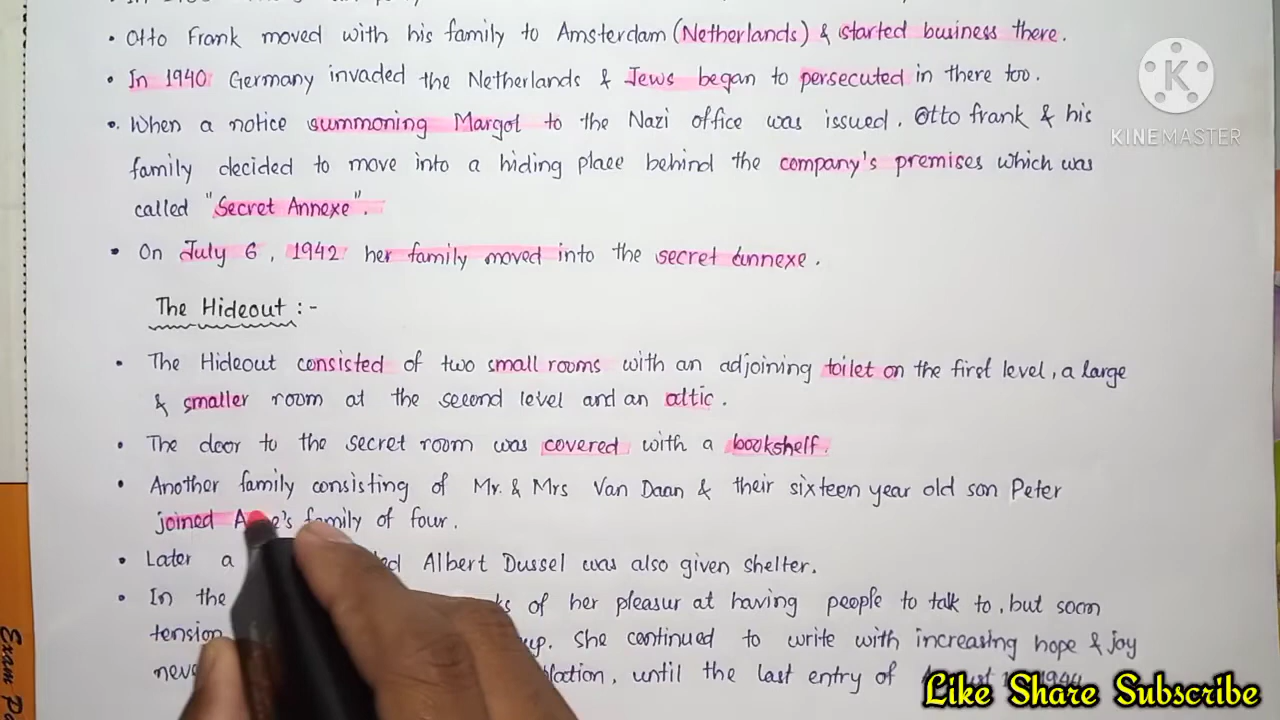 • Otto Frank moved with his family to Amsterdam (Netherlands) & started business there.
• In 1940 Germany invaded the Netherlands & Jews began to persecuted in there too.
• When a notice summoning Margot to the Nazi office was issued. Otto frank & his
family decided to move into a hiding place behind the company's premises which was
called "Secret Annexe".
• On July 6, 1942 her family moved into the secret annexe.
The Hideout :-
• The Hideout consisted of two small rooms with an adjoining toilet on the first level, a large
& smaller room at the second level and an attic.
• The door to the secret room was covered with a bookshelf.
• Another family consisting of Mr. & Mrs Van Daan & their sixteen year old son Peter
joined Anne's family of four.
• Later a Albert Dussel was also given shelter.
• In the of her pleasur at having people to talk to, but soon
tension up. She continued to write with increasing hope & joy
until the last entry of
K
KINEMASTER
Like Share Subscribe
Exam